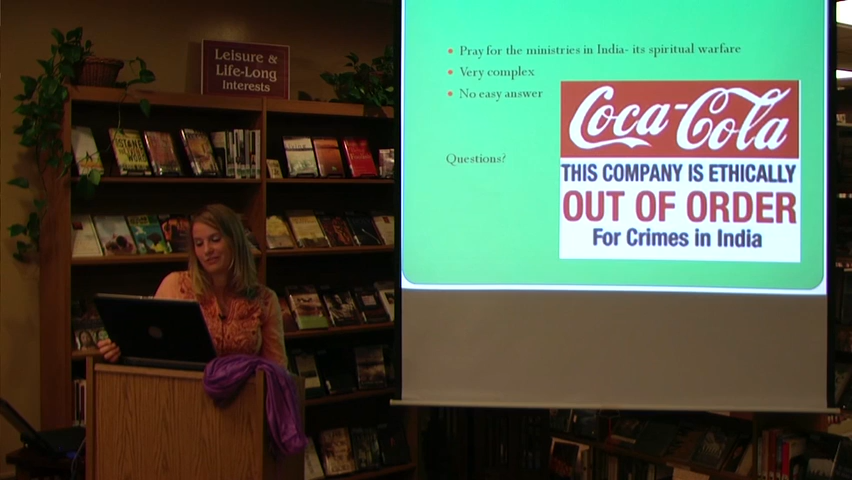 Leisure &
Life-Long
Interests
Pray for the ministries in India- its spiritual warfare
Very complex
No easy answer
Questions?
Coca-Cola
THIS COMPANY IS ETHICALLY
OUT OF ORDER
For Crimes in India